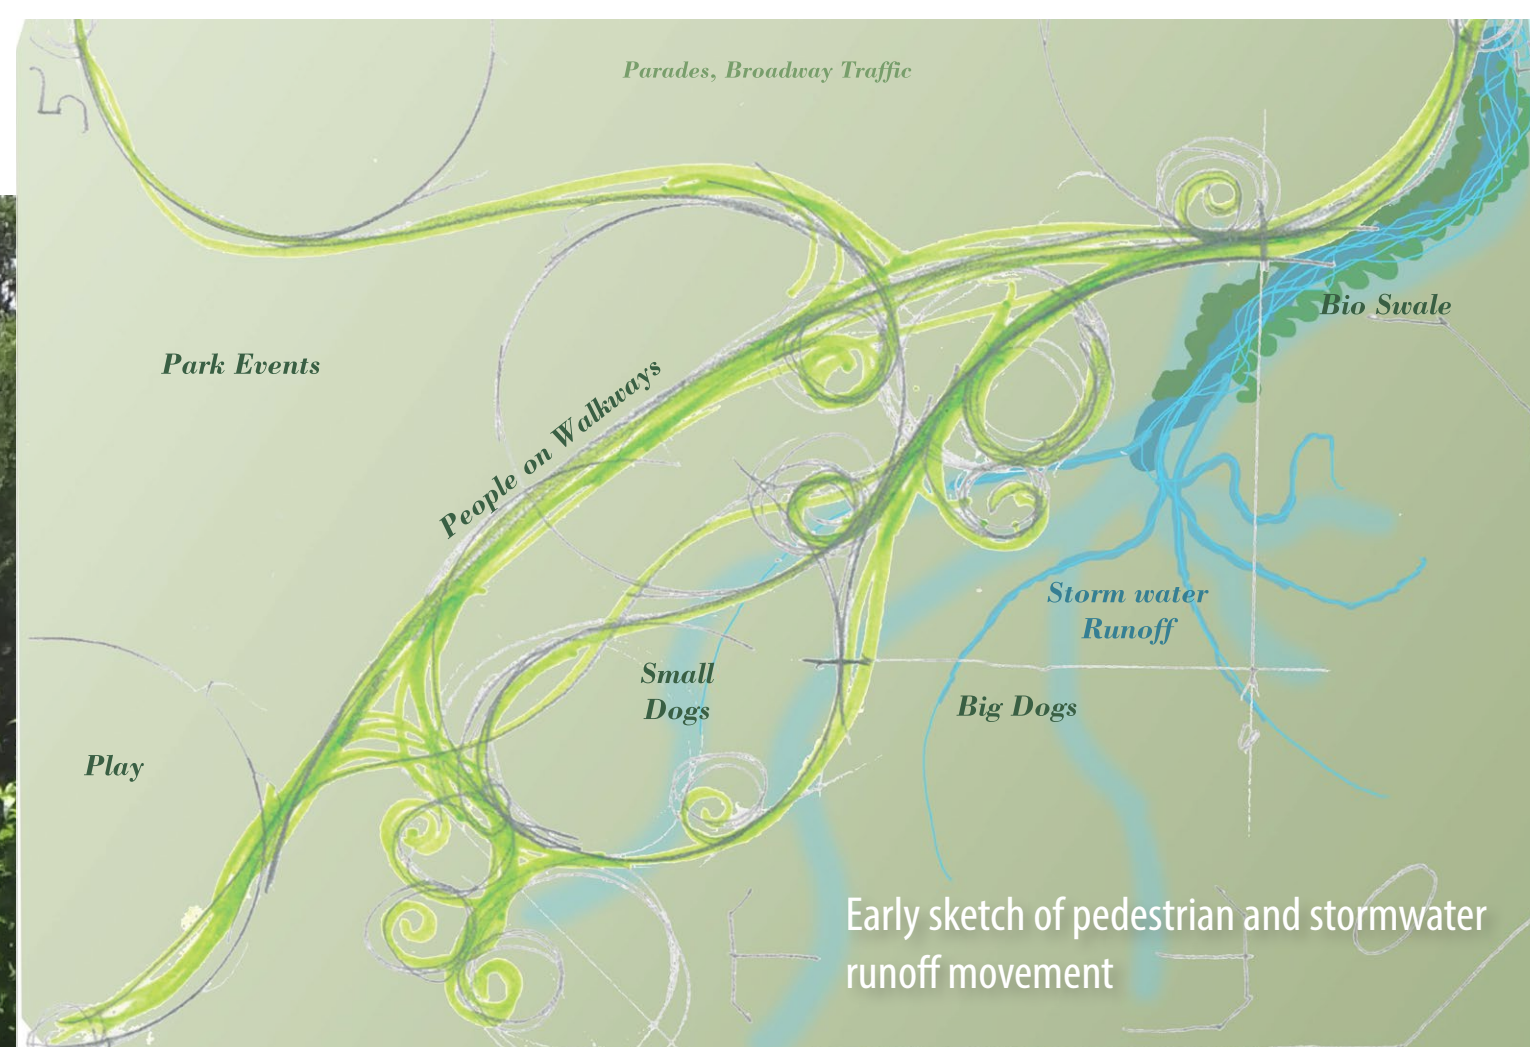 Parades, Broadway Traffic
Bio Swale
Park Events
People on Walkways
Storm water
Runoff
Small
Dogs
Big Dogs
Play
Early sketch of pedestrian and stormwater
runoff movement